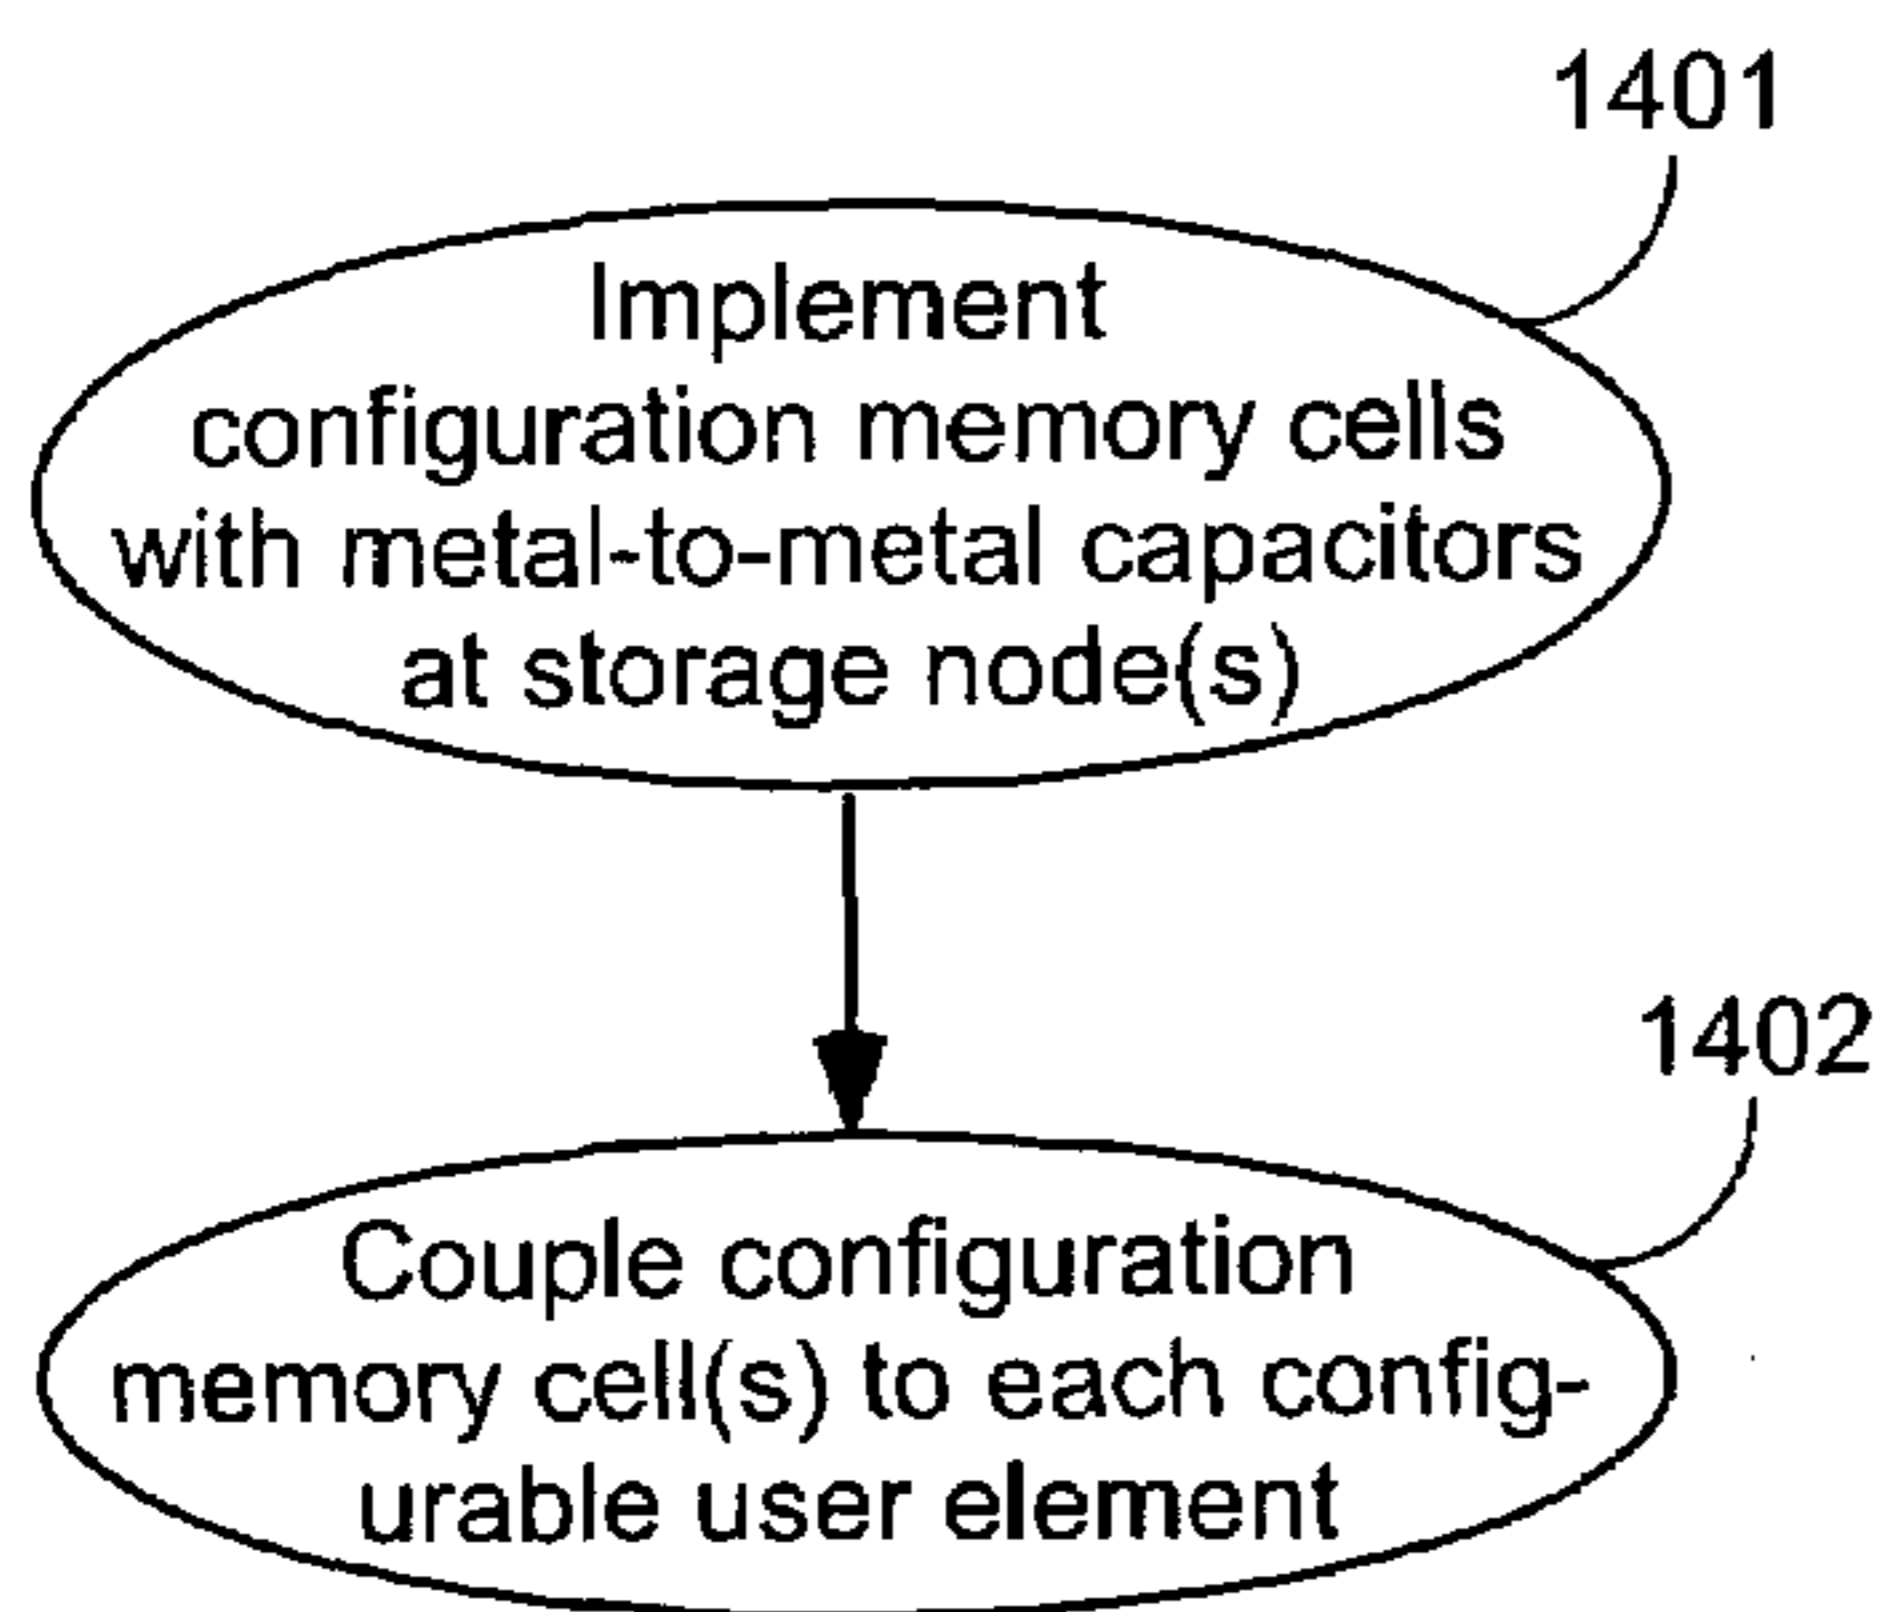 1401
Implement
configuration memory cells
with metal-to-metal capacitors
at storage node(s)
1402
Couple configuration
memory cell(s) to each config-
urable user element